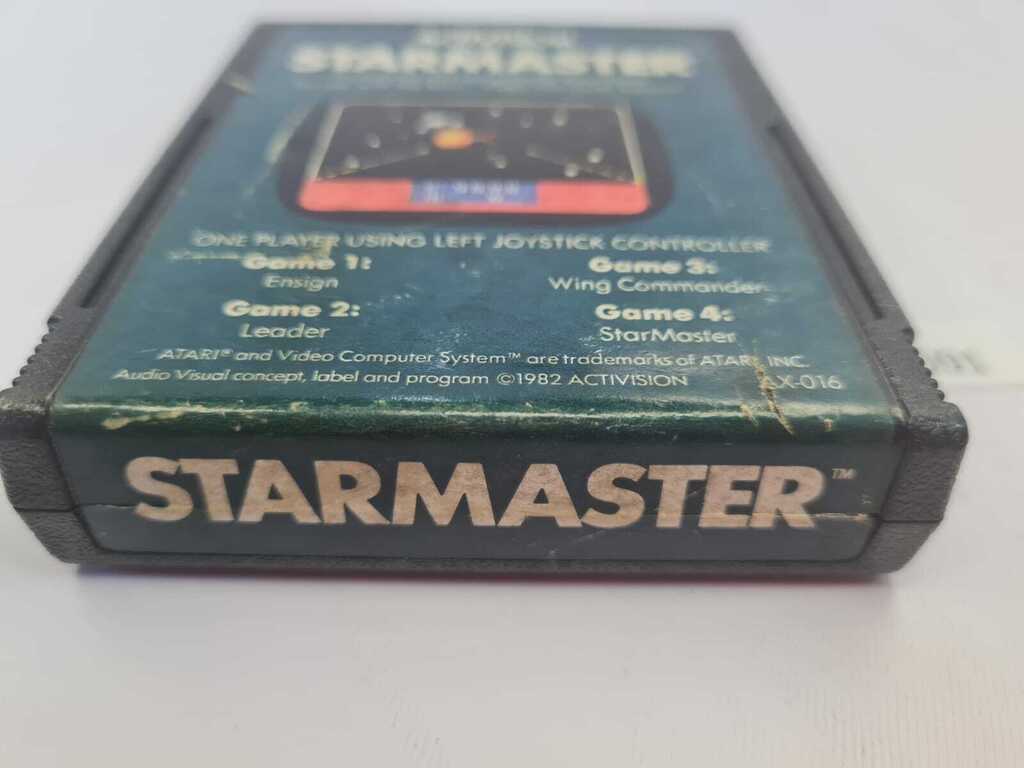 STARMASTER
ONE PLAYER USING LEFT JOYSTICK CONTROLLER
Game 1:
Ensign
Game 3:
Wing Commander
Game 2:
Leader
Game 4:
StarMaster
ATARI® and Video Computer System™ are trademarks of ATARI, INC.
Audio Visual concept, label and program ©1982 ACTIVISION AX-016
STARMASTER™